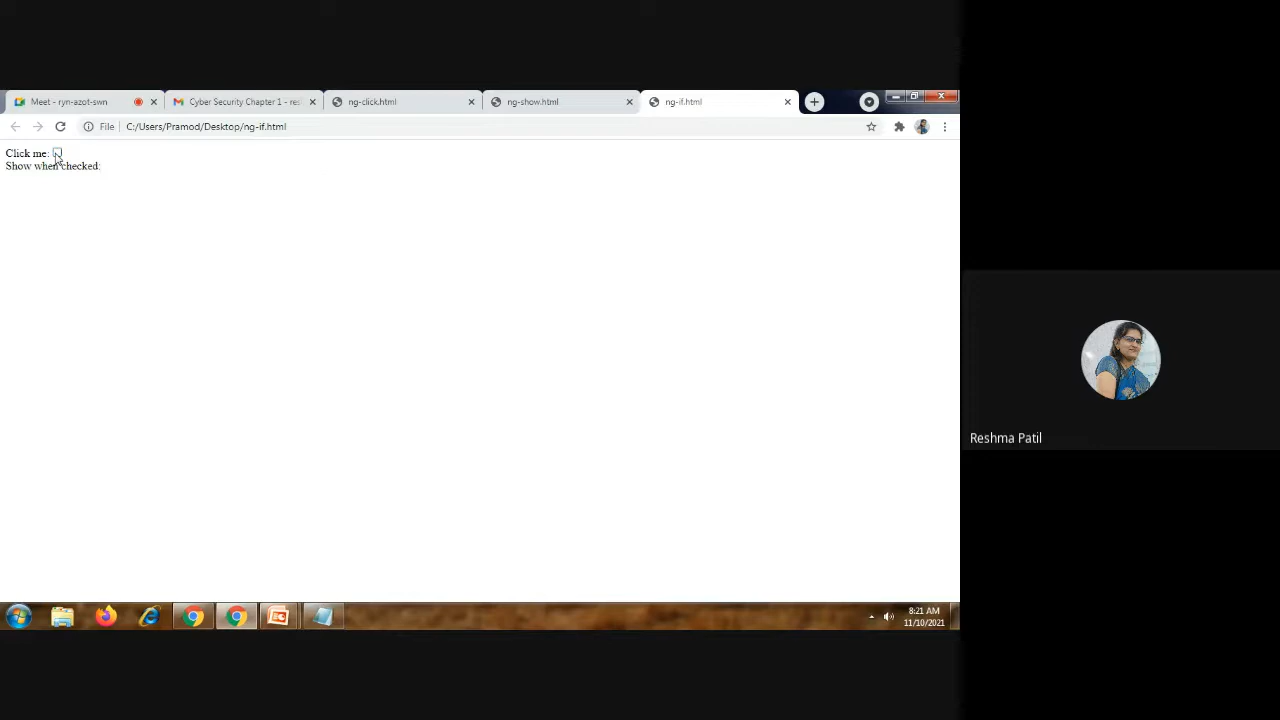 Meet - ryn-azot-swn
Cyber Security Chapter 1 - res
ng-click.html
ng-show.html
ng-if.html
File
C:/Users/Pramod/Desktop/ng-if.html
Click me:
Show when checked:
Reshma Patil
8:21 AM
11/10/2021